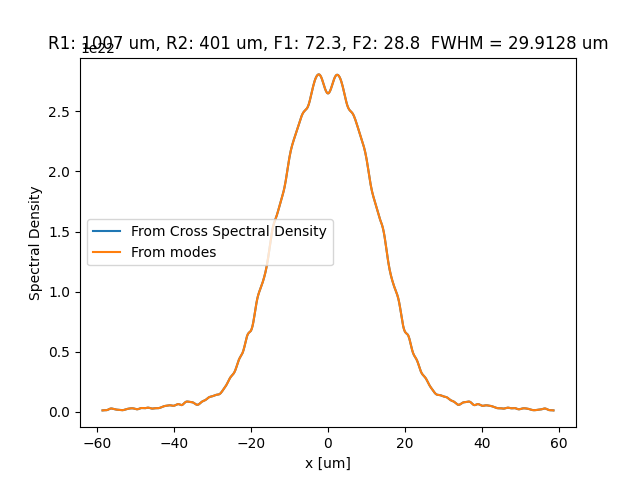 R1: 1007 um, R2: 401 um, F1: 72.3, F2: 28.8  FWHM = 29.9128 um
1e22
2.5
2.0
1.5
1.0
0.5
0.0
Spectral Density
From Cross Spectral Density
From modes
−60 −40 −20 0 20 40 60
x [um]